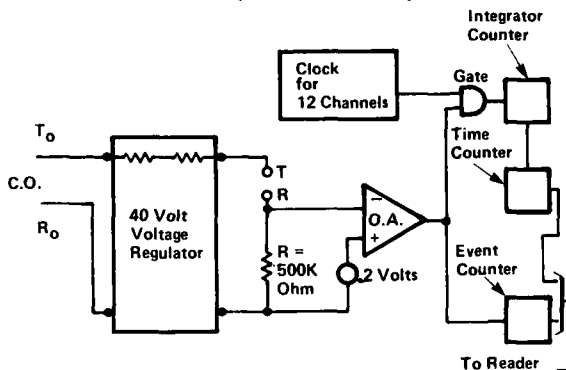 Integrator
Counter
Clock
for
12 Channels
Gate
Time
Counter
To
C.O.
Ro
40 Volt
Voltage
Regulator
T
R
R =
500K
Ohm
−
O.A.
+
.2 Volts
Event
Counter
To Reader